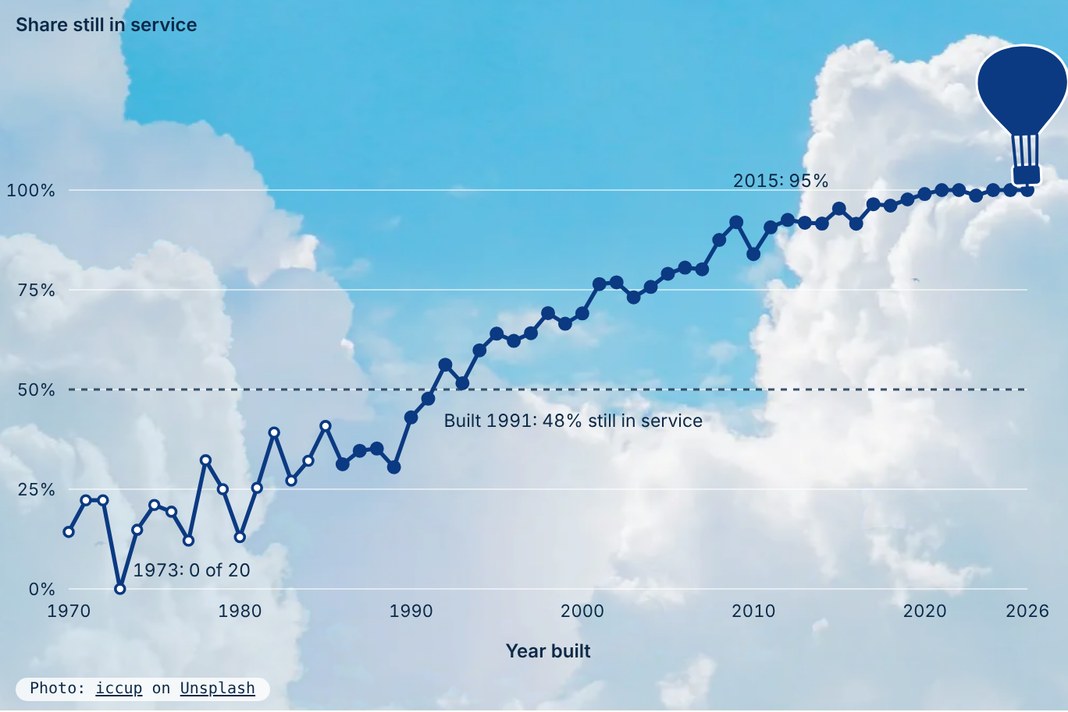 Share still in service
100%
2015: 95%
75%
50%
Built 1991: 48% still in service
25%
1973: 0 of 20
0%
1970 1980 1990 2000 2010 2020 2026
Year built
Photo: iccup on Unsplash